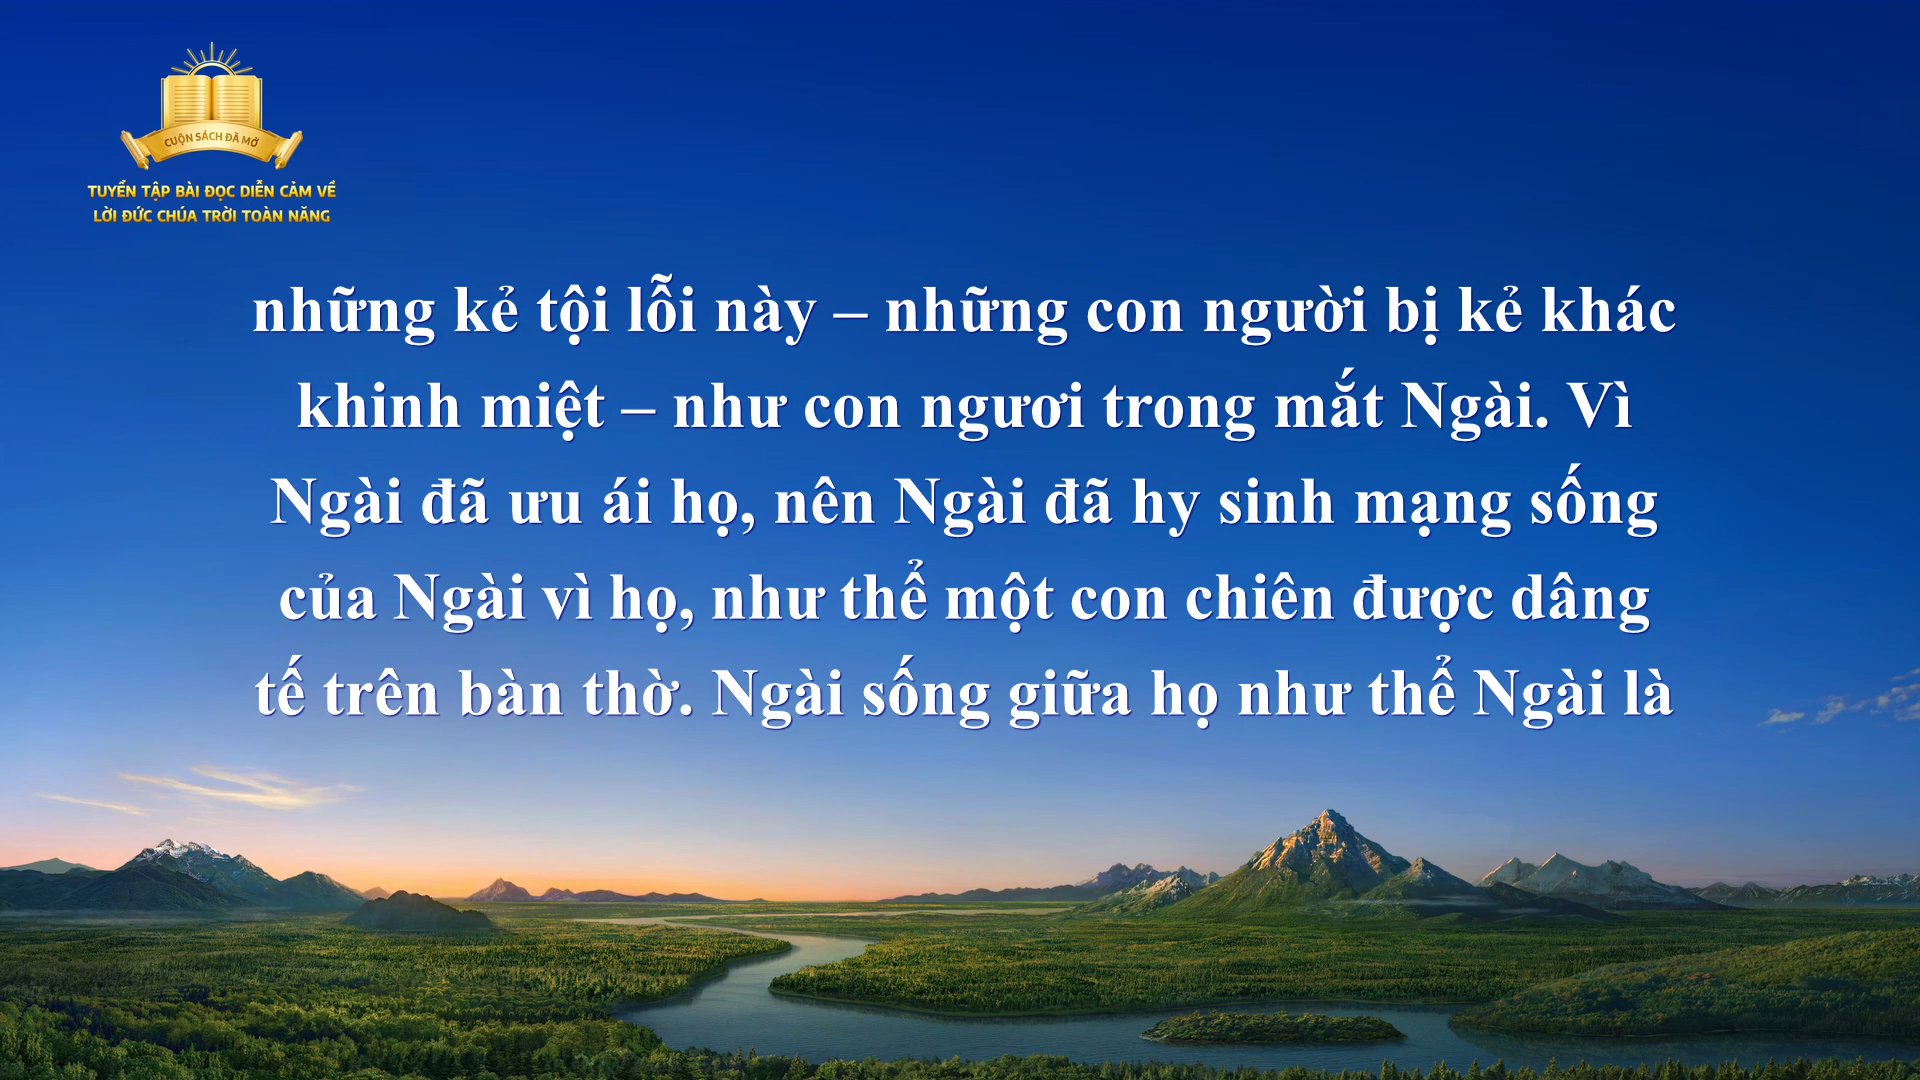 CUỘN SÁCH ĐÃ MỞ
TUYỂN TẬP BÀI ĐỌC DIỄN CẢM VỀ
LỜI ĐỨC CHÚA TRỜI TOÀN NĂNG
những kẻ tội lỗi này – những con người bị kẻ khác
khinh miệt – như con ngươi trong mắt Ngài. Vì
Ngài đã ưu ái họ, nên Ngài đã hy sinh mạng sống
của Ngài vì họ, như thể một con chiên được dâng
tế trên bàn thờ. Ngài sống giữa họ như thể Ngài là